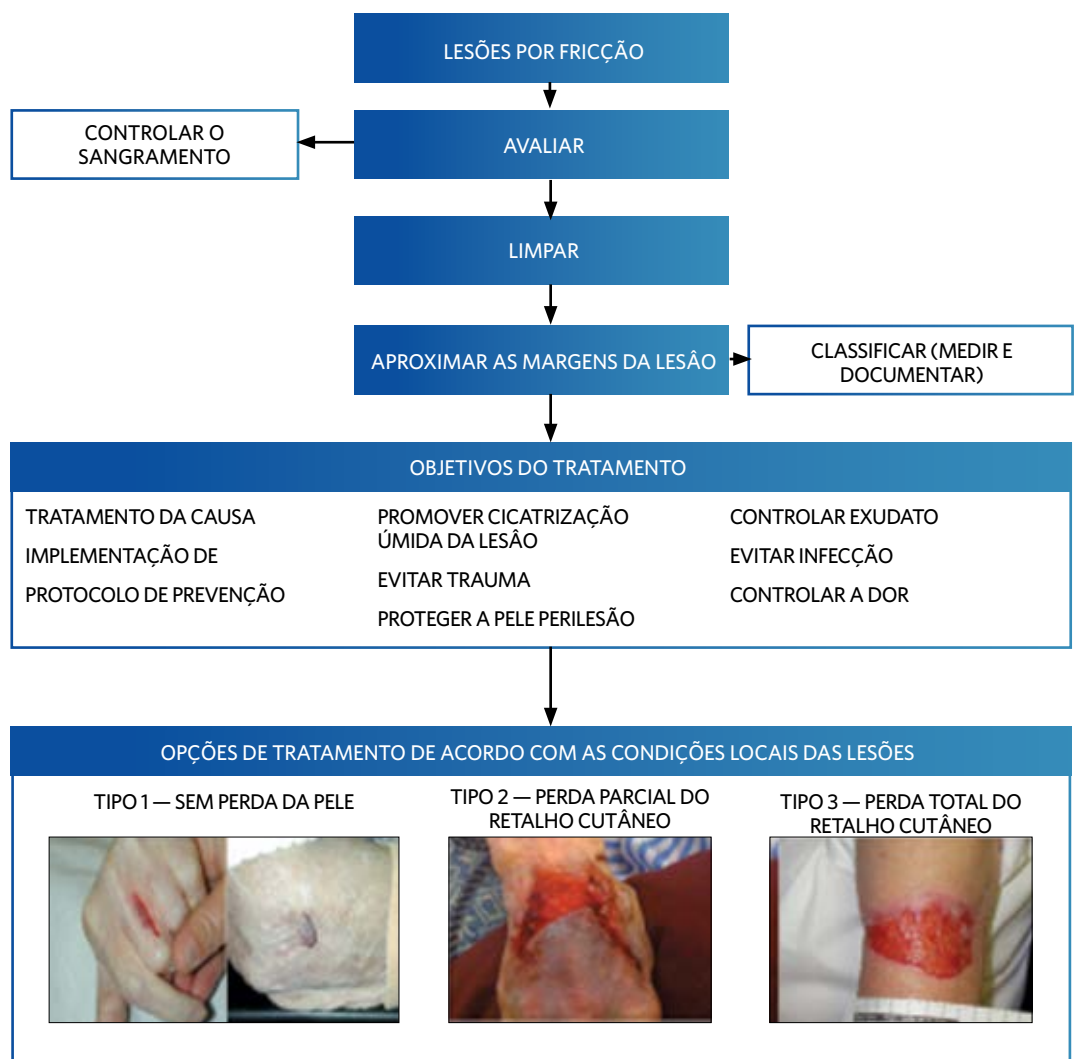 LESÕES POR FRICÇÃO
CONTROLAR O
SANGRAMENTO
AVALIAR
LIMPAR
APROXIMAR AS MARGENS DA LESÂO
CLASSIFICAR (MEDIR E
DOCUMENTAR)
OBJETIVOS DO TRATAMENTO
TRATAMENTO DA CAUSA
IMPLEMENTAÇÃO DE
PROTOCOLO DE PREVENÇÃO
PROMOVER CICATRIZAÇÃO
ÚMIDA DA LESÂO
EVITAR TRAUMA
PROTEGER A PELE PERILESÃO
CONTROLAR EXUDATO
EVITAR INFECÇÃO
CONTROLAR A DOR
OPÇÕES DE TRATAMENTO DE ACORDO COM AS CONDIÇÕES LOCAIS DAS LESÕES
TIPO 1 — SEM PERDA DA PELE
TIPO 2 — PERDA PARCIAL DO
RETALHO CUTÂNEO
TIPO 3 — PERDA TOTAL DO
RETALHO CUTÂNEO